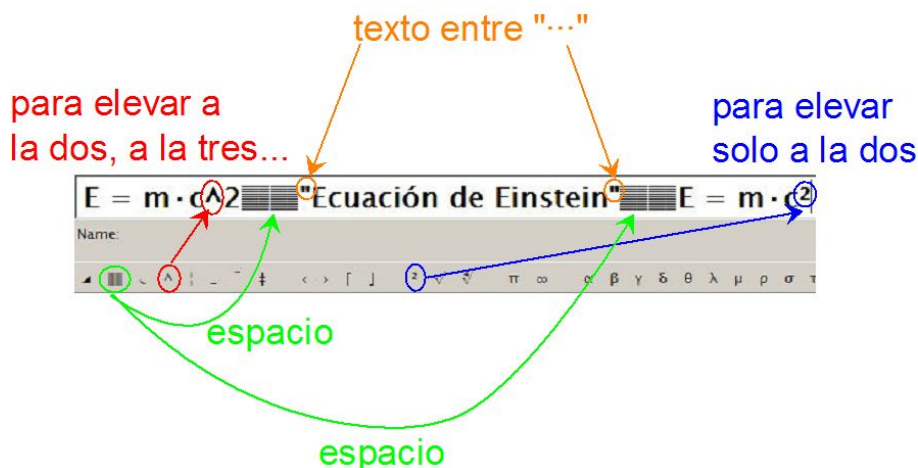 texto entre "···"
para elevar a
la dos, a la tres...
para elevar
solo a la dos
E = m·c^2▒▒"Ecuación de Einstein"▒▒E = m·c²
Name:
◢ ▒ ^ ¦ _ ¯ ‡ ‹ › ⌈ ⌋ ² √ ∛ π ∞ α β γ δ θ λ μ ρ σ τ
espacio
espacio